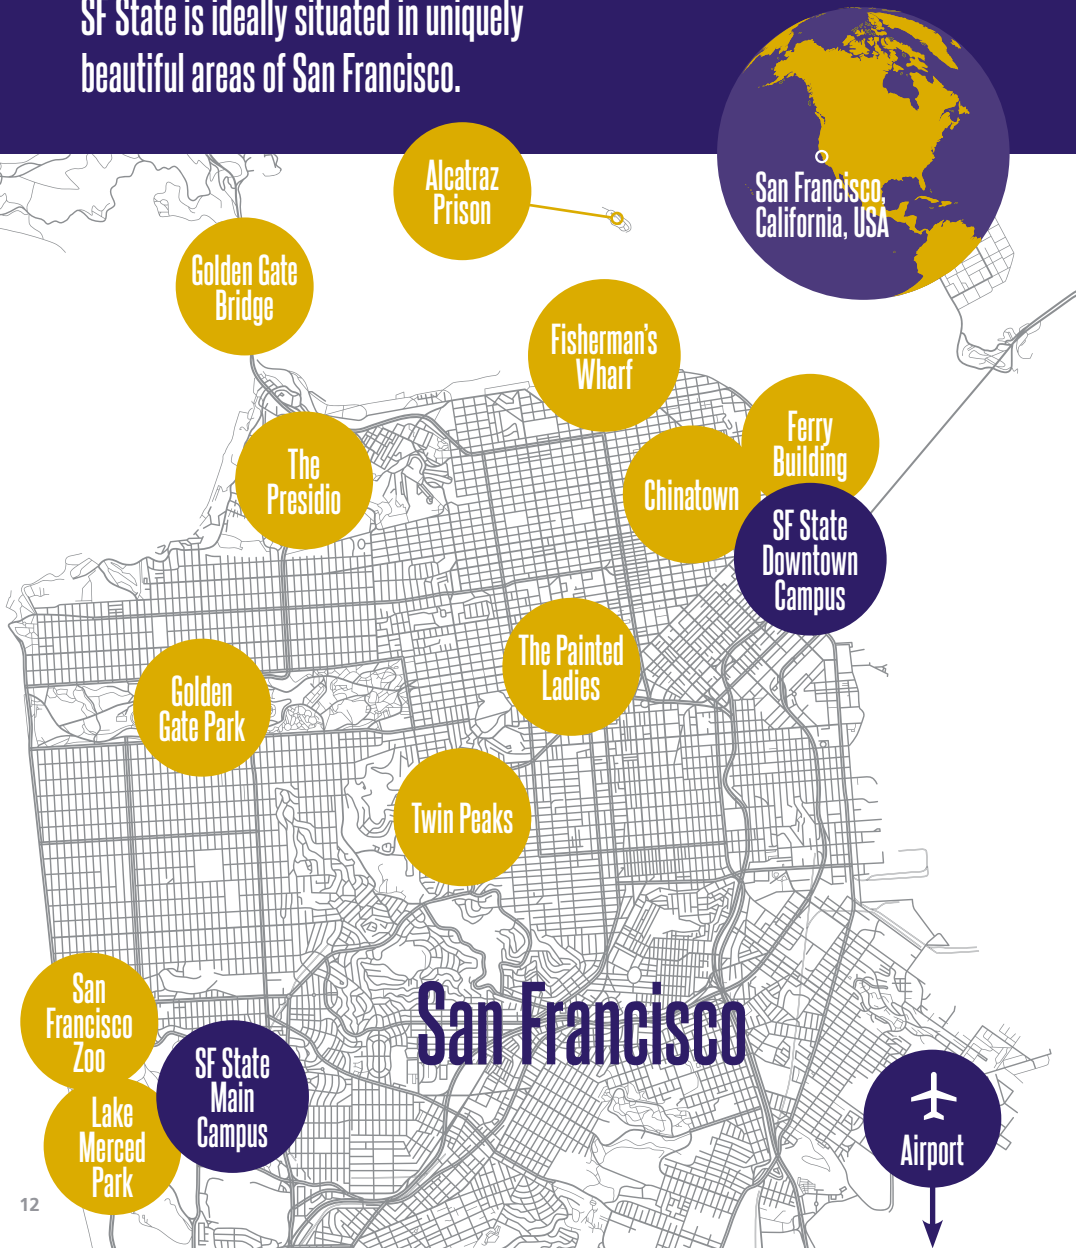 SF State is ideally situated in uniquely
beautiful areas of San Francisco.
San Francisco,
California, USA
Alcatraz
Prison
Golden Gate
Bridge
Fisherman's
Wharf
Ferry
Building
The
Presidio
Chinatown
SF State
Downtown
Campus
The Painted
Ladies
Golden
Gate Park
Twin Peaks
San
Francisco
Zoo
San Francisco
SF State
Main
Campus
Lake
Merced
Park
Airport
12